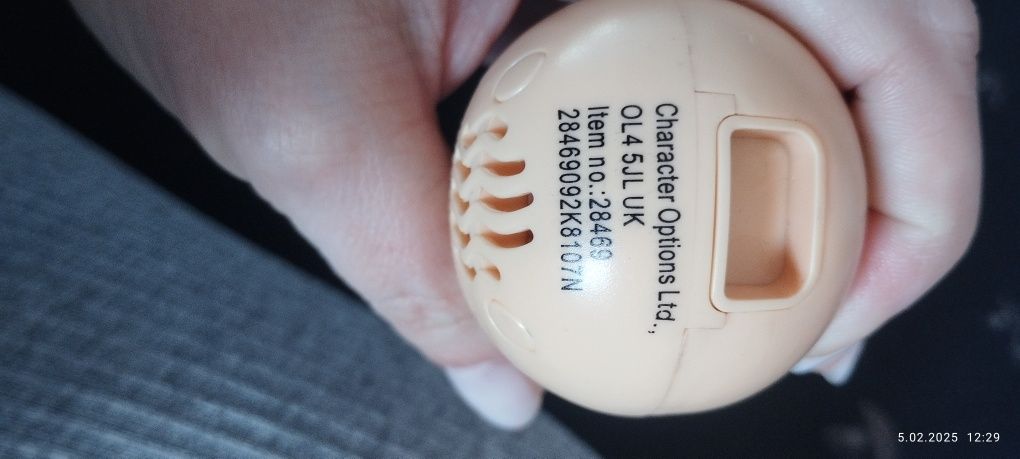 Character Options Ltd.,
OL4 5JL UK
Item no.:28469
28469092K8107N
5.02.2025 12:29